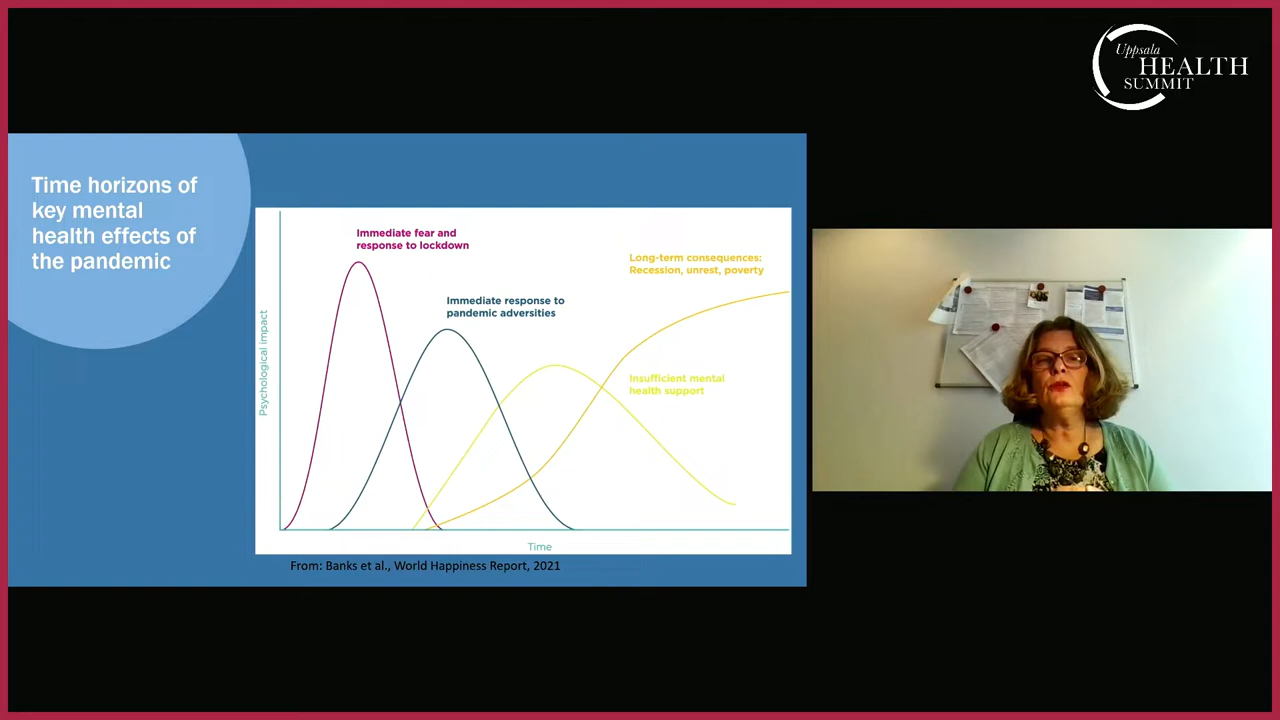 Uppsala
HEALTH
SUMMIT
Time horizons of
key mental
health effects of
the pandemic
Immediate fear and
response to lockdown
Immediate response to
pandemic adversities
Long-term consequences:
Recession, unrest, poverty
Insufficient mental
health support
Psychological impact
Time
From: Banks et al., World Happiness Report, 2021